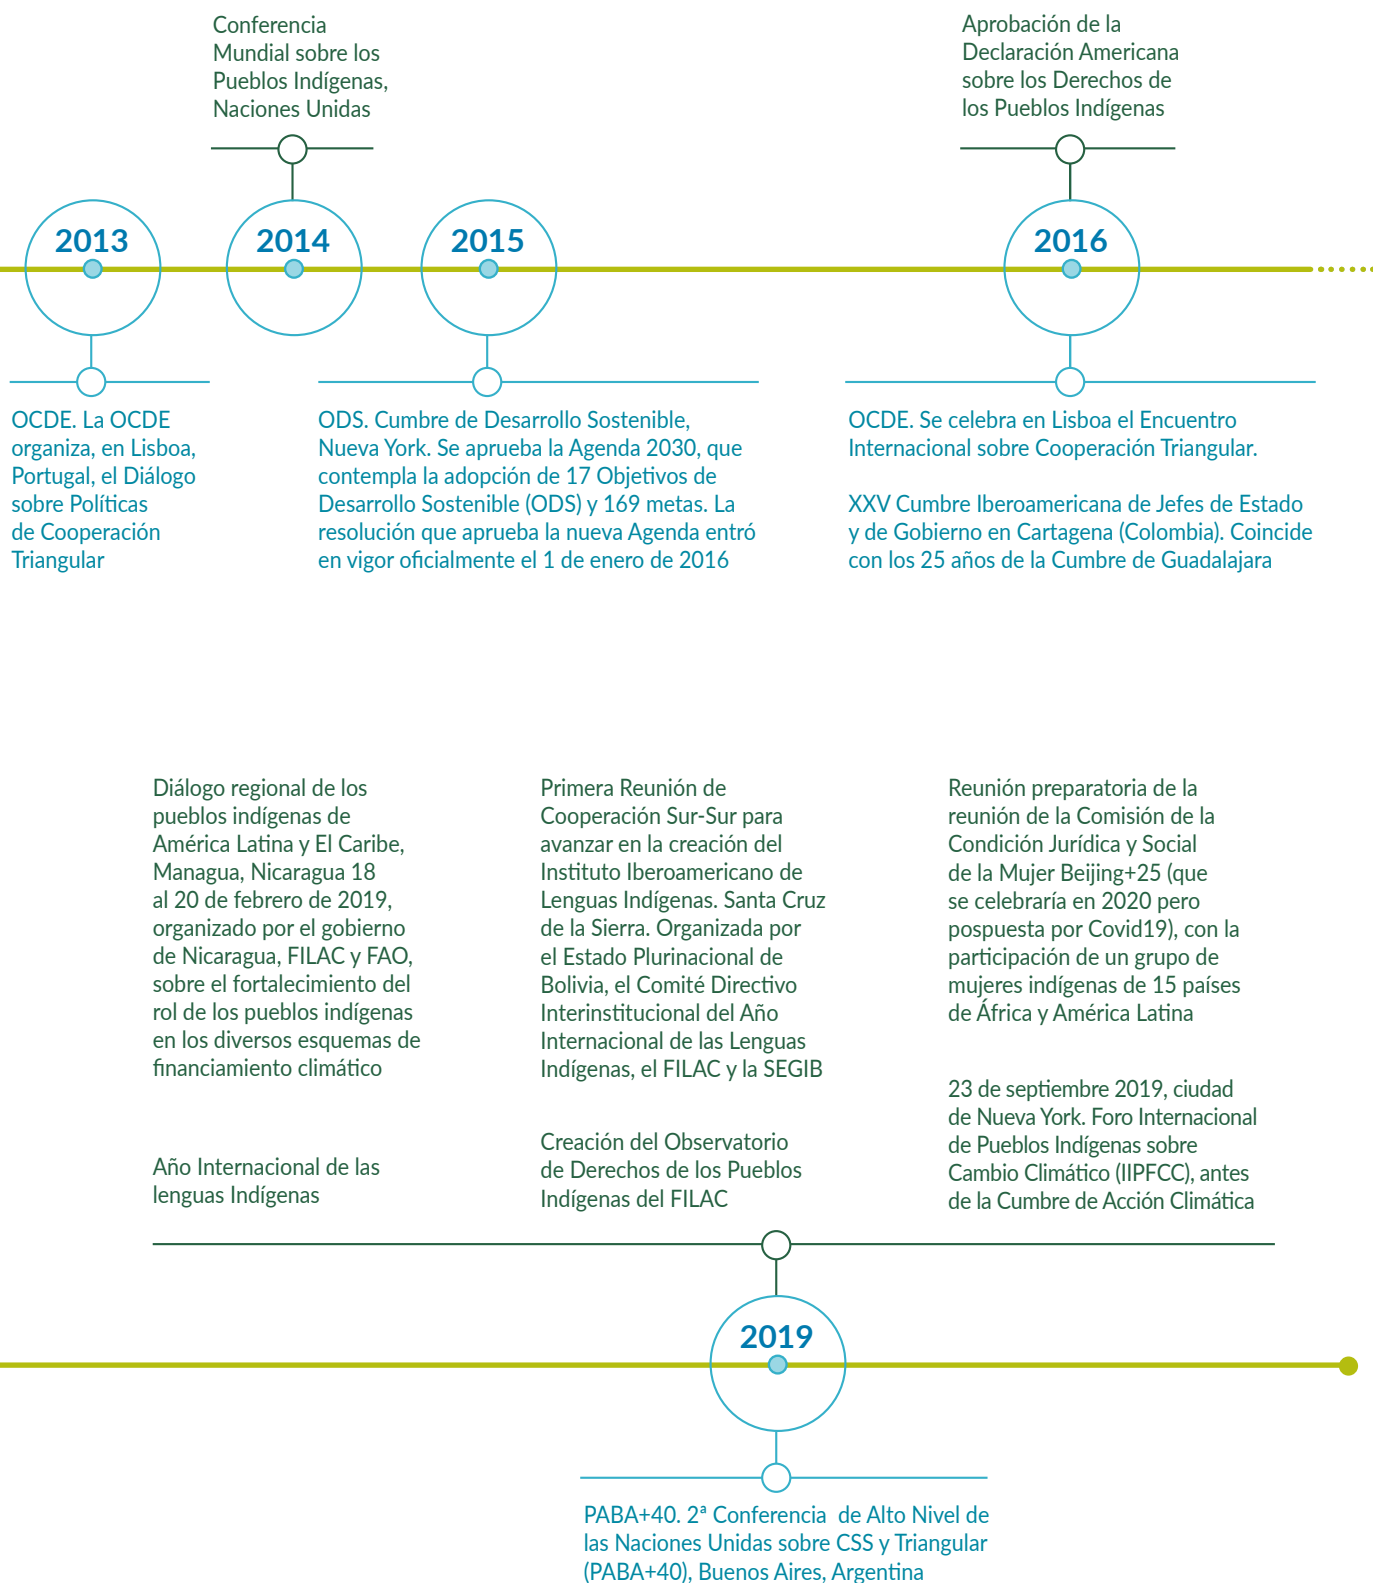 Conferencia
Mundial sobre los
Pueblos Indígenas,
Naciones Unidas
Aprobación de la
Declaración Americana
sobre los Derechos de
los Pueblos Indígenas
2013
2014
2015
2016
OCDE. La OCDE
organiza, en Lisboa,
Portugal, el Diálogo
sobre Políticas
de Cooperación
Triangular
ODS. Cumbre de Desarrollo Sostenible,
Nueva York. Se aprueba la Agenda 2030, que
contempla la adopción de 17 Objetivos de
Desarrollo Sostenible (ODS) y 169 metas. La
resolución que aprueba la nueva Agenda entró
en vigor oficialmente el 1 de enero de 2016
OCDE. Se celebra en Lisboa el Encuentro
Internacional sobre Cooperación Triangular.
XXV Cumbre Iberoamericana de Jefes de Estado
y de Gobierno en Cartagena (Colombia). Coincide
con los 25 años de la Cumbre de Guadalajara
Diálogo regional de los
pueblos indígenas de
América Latina y El Caribe,
Managua, Nicaragua 18
al 20 de febrero de 2019,
organizado por el gobierno
de Nicaragua, FILAC y FAO,
sobre el fortalecimiento del
rol de los pueblos indígenas
en los diversos esquemas de
financiamiento climático
Año Internacional de las
lenguas Indígenas
Primera Reunión de
Cooperación Sur-Sur para
avanzar en la creación del
Instituto Iberoamericano de
Lenguas Indígenas. Santa Cruz
de la Sierra. Organizada por
el Estado Plurinacional de
Bolivia, el Comité Directivo
Interinstitucional del Año
Internacional de las Lenguas
Indígenas, el FILAC y la SEGIB
Creación del Observatorio
de Derechos de los Pueblos
Indígenas del FILAC
Reunión preparatoria de la
reunión de la Comisión de la
Condición Jurídica y Social
de la Mujer Beijing+25 (que
se celebraría en 2020 pero
pospuesta por Covid19), con la
participación de un grupo de
mujeres indígenas de 15 países
de África y América Latina
23 de septiembre 2019, ciudad
de Nueva York. Foro Internacional
de Pueblos Indígenas sobre
Cambio Climático (IIPFCC), antes
de la Cumbre de Acción Climática
2019
PABA+40. 2ª Conferencia  de Alto Nivel de
las Naciones Unidas sobre CSS y Triangular
(PABA+40), Buenos Aires, Argentina